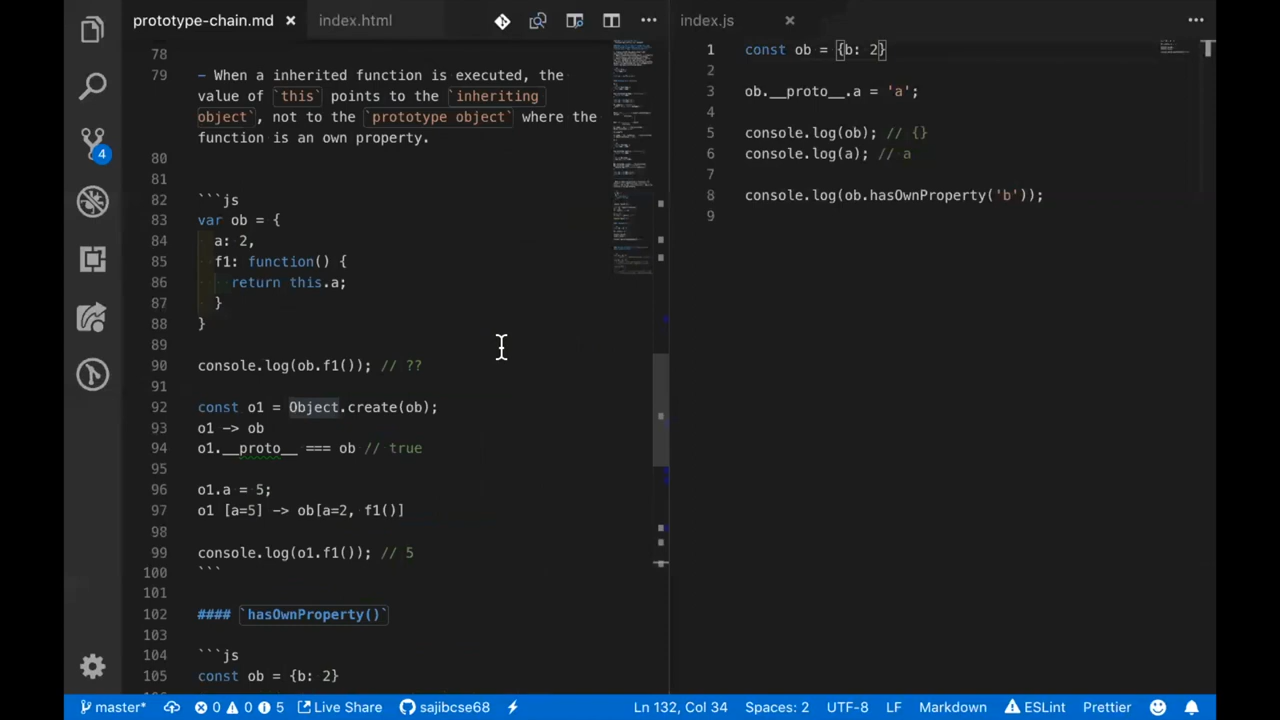 prototype-chain.md
index.html
78
79 - When a inherited function is executed, the
value of `this` points to the `inheriting
object`, not to the `prototype object` where the
function is an own property.
80
81
82 ```js
83 var ob = {
84 a: 2,
85 f1: function() {
86 return this.a;
87 }
88 }
89
90 console.log(ob.f1()); // ??
91
92 const o1 = Object.create(ob);
93 o1 -> ob
94 o1.__proto__ === ob // true
95
96 o1.a = 5;
97 o1 [a=5] -> ob[a=2, f1()]
98
99 console.log(o1.f1()); // 5
100 ```
101
102 #### `hasOwnProperty()`
103
104 ```js
105 const ob = {b: 2}
index.js
1 const ob = {b: 2}
2
3 ob.__proto__.a = 'a';
4
5 console.log(ob); // {}
6 console.log(a); // a
7
8 console.log(ob.hasOwnProperty('b'));
9
4
master* 0 0 5 Live Share sajibcse68 Ln 132, Col 34 Spaces: 2 UTF-8 LF Markdown ESLint Prettier